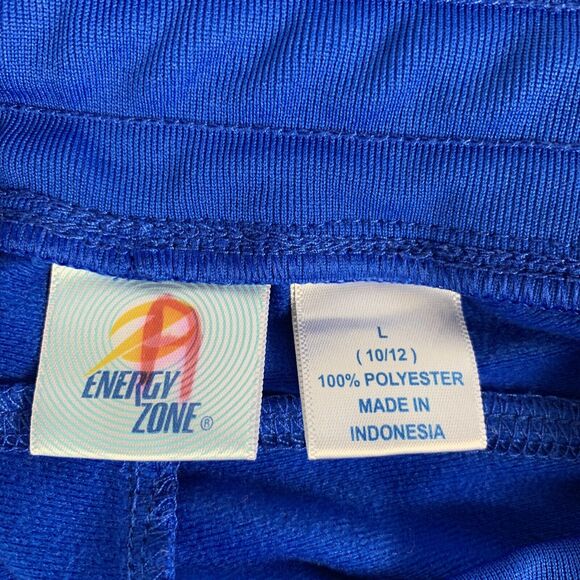 ENERGY
ZONE ®
L
( 10/12 )
100% POLYESTER
MADE IN
INDONESIA